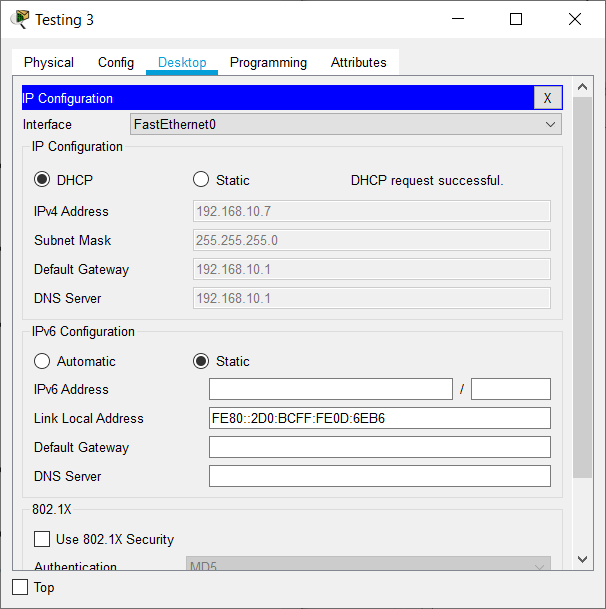 Testing 3
Physical Config Desktop Programming Attributes
IP Configuration X
Interface FastEthernet0
IP Configuration
DHCP Static DHCP request successful.
IPv4 Address 192.168.10.7
Subnet Mask 255.255.255.0
Default Gateway 192.168.10.1
DNS Server 192.168.10.1
IPv6 Configuration
Automatic Static
IPv6 Address /
Link Local Address FE80::2D0:BCFF:FE0D:6EB6
Default Gateway
DNS Server
802.1X
Use 802.1X Security
Authentication MD5
Top